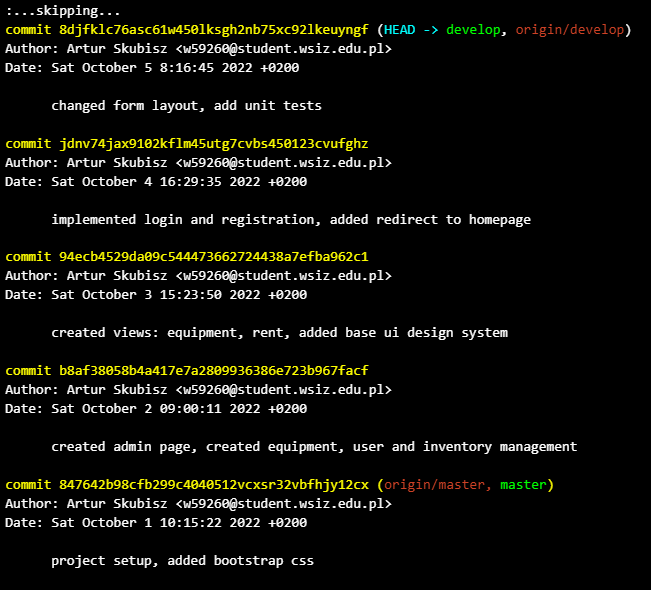 :...skipping...
commit 8djfklc76asc61w450lksgh2nb75xc92lkeuyngf (HEAD -> develop, origin/develop)
Author: Artur Skubisz <w59260@student.wsiz.edu.pl>
Date: Sat October 5 8:16:45 2022 +0200
changed form layout, add unit tests
commit jdnv74jax9102kflm45utg7cvbs450123cvufghz
Author: Artur Skubisz <w59260@student.wsiz.edu.pl>
Date: Sat October 4 16:29:35 2022 +0200
implemented login and registration, added redirect to homepage
commit 94ecb4529da09c544473662724438a7efba962c1
Author: Artur Skubisz <w59260@student.wsiz.edu.pl>
Date: Sat October 3 15:23:50 2022 +0200
created views: equipment, rent, added base ui design system
commit b8af38058b4a417e7a2809936386e723b967facf
Author: Artur Skubisz <w59260@student.wsiz.edu.pl>
Date: Sat October 2 09:00:11 2022 +0200
created admin page, created equipment, user and inventory management
commit 847642b98cfb299c4040512vcxsr32vbfhjy12cx (origin/master, master)
Author: Artur Skubisz <w59260@student.wsiz.edu.pl>
Date: Sat October 1 10:15:22 2022 +0200
project setup, added bootstrap css